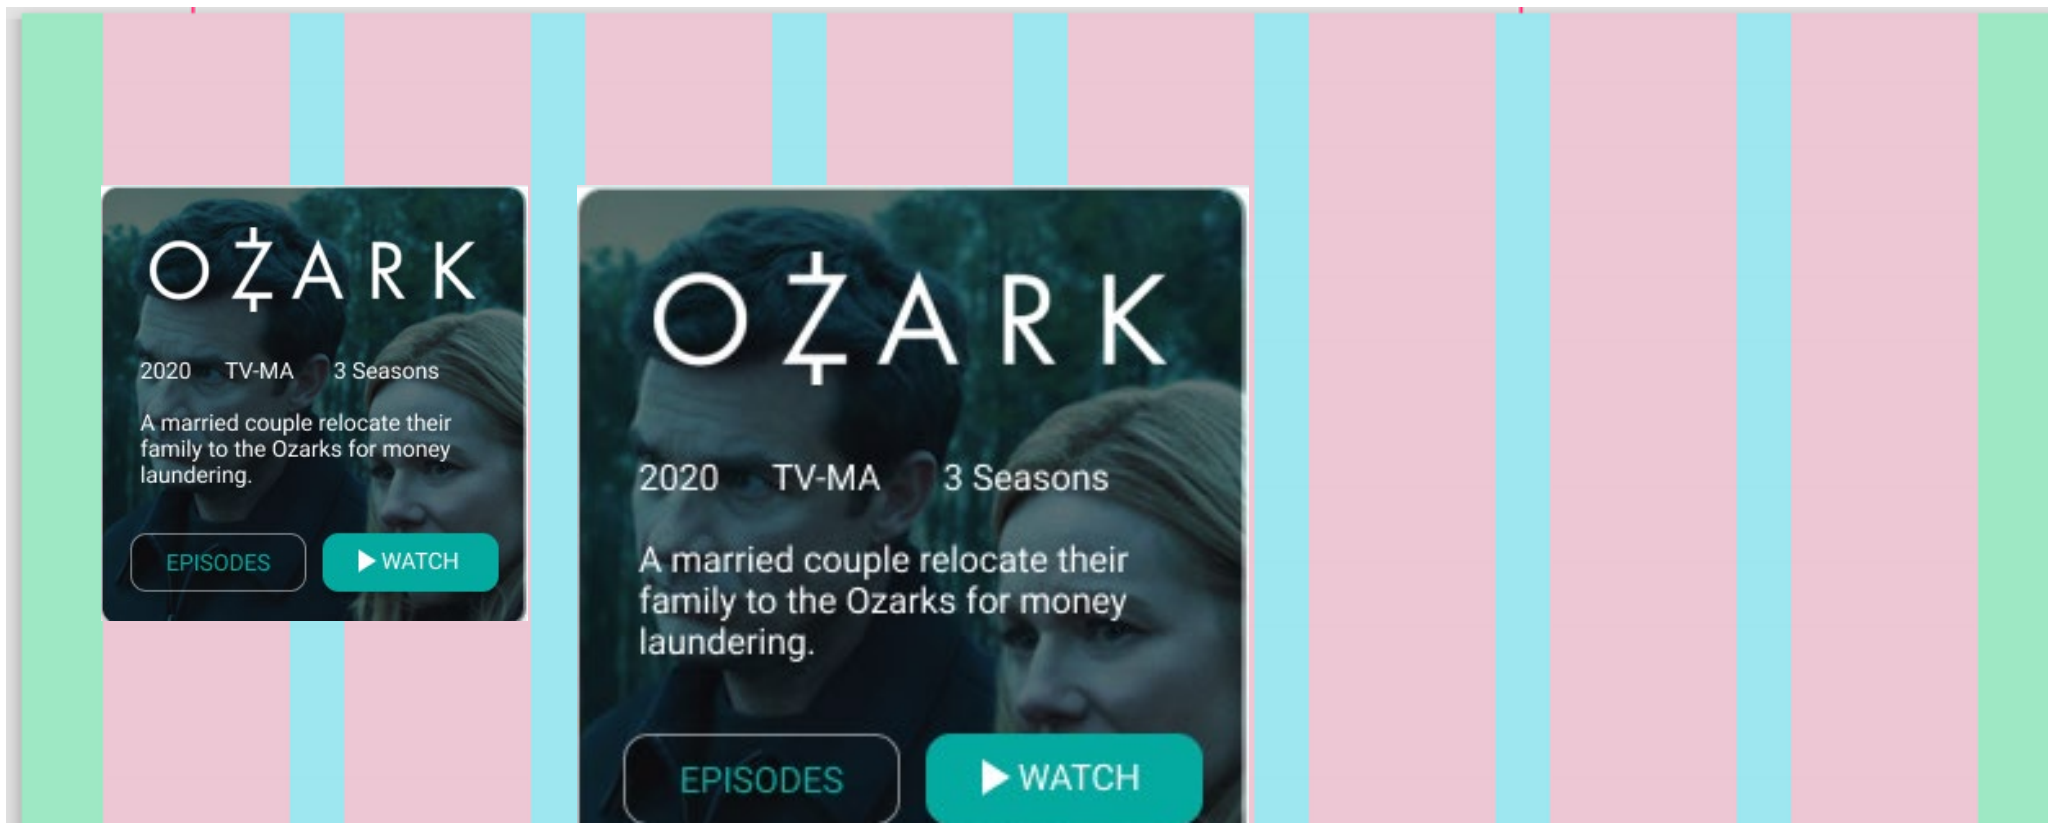 OZARK
2020 TV-MA 3 Seasons
A married couple relocate their
family to the Ozarks for money
laundering.
EPISODES WATCH
OZARK
2020 TV-MA 3 Seasons
A married couple relocate their
family to the Ozarks for money
laundering.
EPISODES WATCH